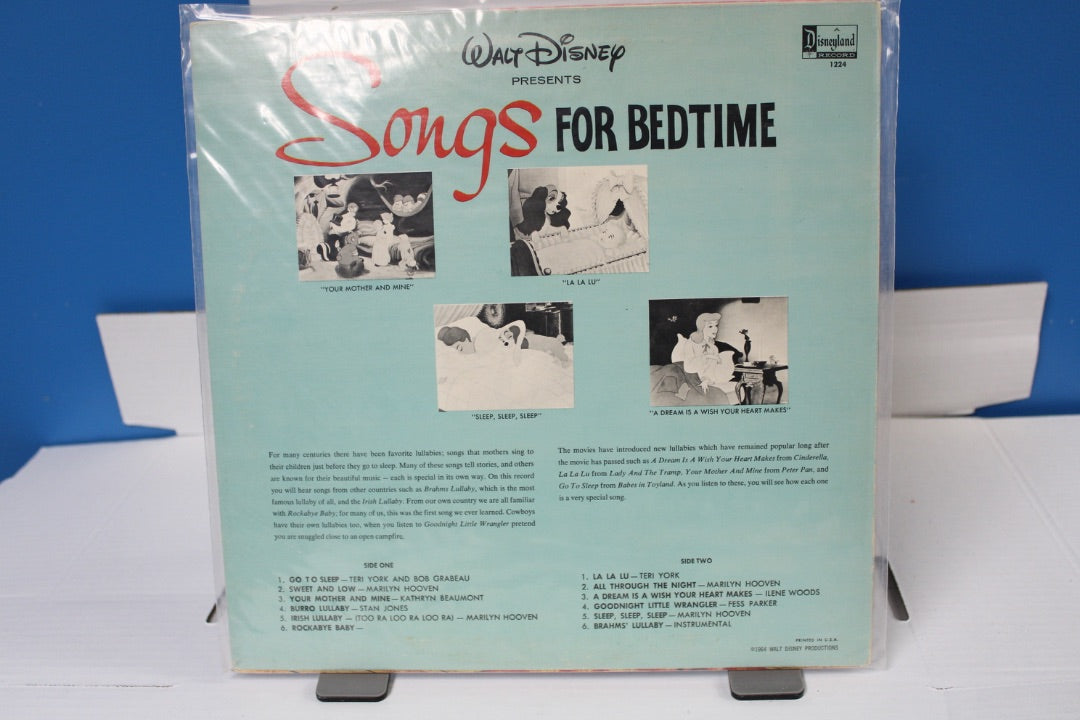 WALT DISNEY
PRESENTS
Disneyland
RECORD
1224
Songs FOR BEDTIME
"YOUR MOTHER AND MINE"
"LA LA LU"
"SLEEP, SLEEP, SLEEP"
"A DREAM IS A WISH YOUR HEART MAKES"
For many centuries there have been favorite lullabies; songs that mothers sing to
their children just before they go to sleep. Many of these songs tell stories, and others
are known for their beautiful music — each is special in its own way. On this record
you will hear songs from other countries such as Brahms Lullaby, which is the most
famous lullaby of all, and the Irish Lullaby. From our own country we are all familiar
with Rockabye Baby; for many of us, this was the first song we ever learned. Cowboys
have their own lullabies too, when you listen to Goodnight Little Wrangler pretend
you are snuggled close to an open campfire.
The movies have introduced new lullabies which have remained popular long after
the movie has passed such as A Dream Is A Wish Your Heart Makes from Cinderella,
La La Lu from Lady And The Tramp, Your Mother And Mine from Peter Pan, and
Go To Sleep from Babes in Toyland. As you listen to these, you will see how each one
is a very special song.
SIDE ONE
1. GO TO SLEEP — TERI YORK AND BOB GRABEAU
2. SWEET AND LOW — MARILYN HOOVEN
3. YOUR MOTHER AND MINE — KATHRYN BEAUMONT
4. BURRO LULLABY — STAN JONES
5. IRISH LULLABY — (TOO RA LOO RA LOO RA) — MARILYN HOOVEN
6. ROCKABYE BABY —
SIDE TWO
1. LA LA LU — TERI YORK
2. ALL THROUGH THE NIGHT — MARILYN HOOVEN
3. A DREAM IS A WISH YOUR HEART MAKES — ILENE WOODS
4. GOODNIGHT LITTLE WRANGLER — FESS PARKER
5. SLEEP, SLEEP, SLEEP — MARILYN HOOVEN
6. BRAHMS' LULLABY — INSTRUMENTAL
PRINTED IN U.S.A.
©1964 WALT DISNEY PRODUCTIONS